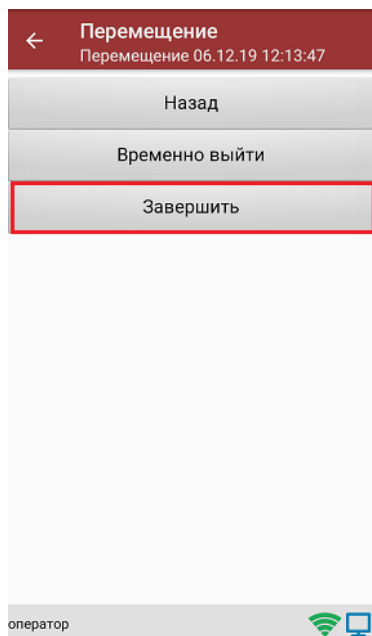 Перемещение
Перемещение 06.12.19 12:13:47
Назад
Временно выйти
Завершить
оператор